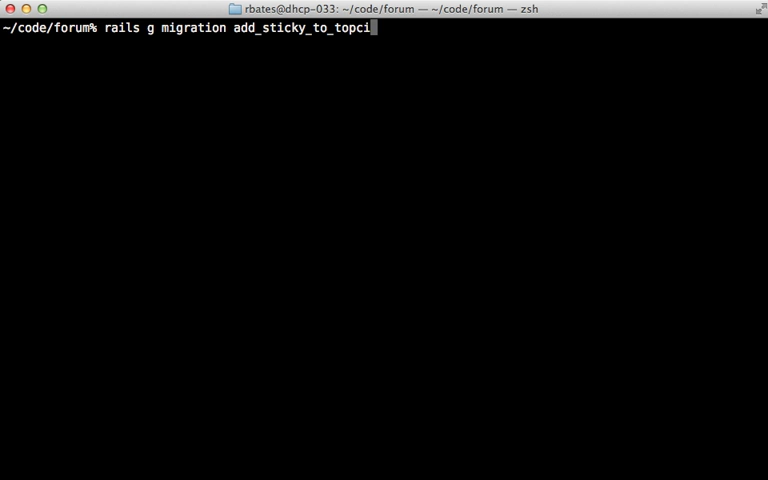 rbates@dhcp-033: ~/code/forum — ~/code/forum — zsh
~/code/forum% rails g migration add_sticky_to_topci